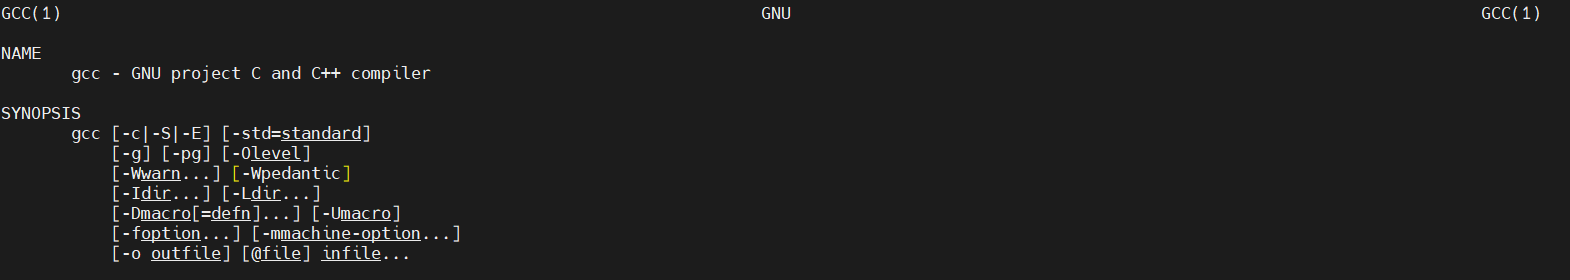 GCC(1) GNU GCC(1)
NAME
gcc - GNU project C and C++ compiler
SYNOPSIS
gcc [-c|-S|-E] [-std=standard]
[-g] [-pg] [-Olevel]
[-Wwarn...] [-Wpedantic]
[-Idir...] [-Ldir...]
[-Dmacro[=defn]...] [-Umacro]
[-foption...] [-mmachine-option...]
[-o outfile] [@file] infile...